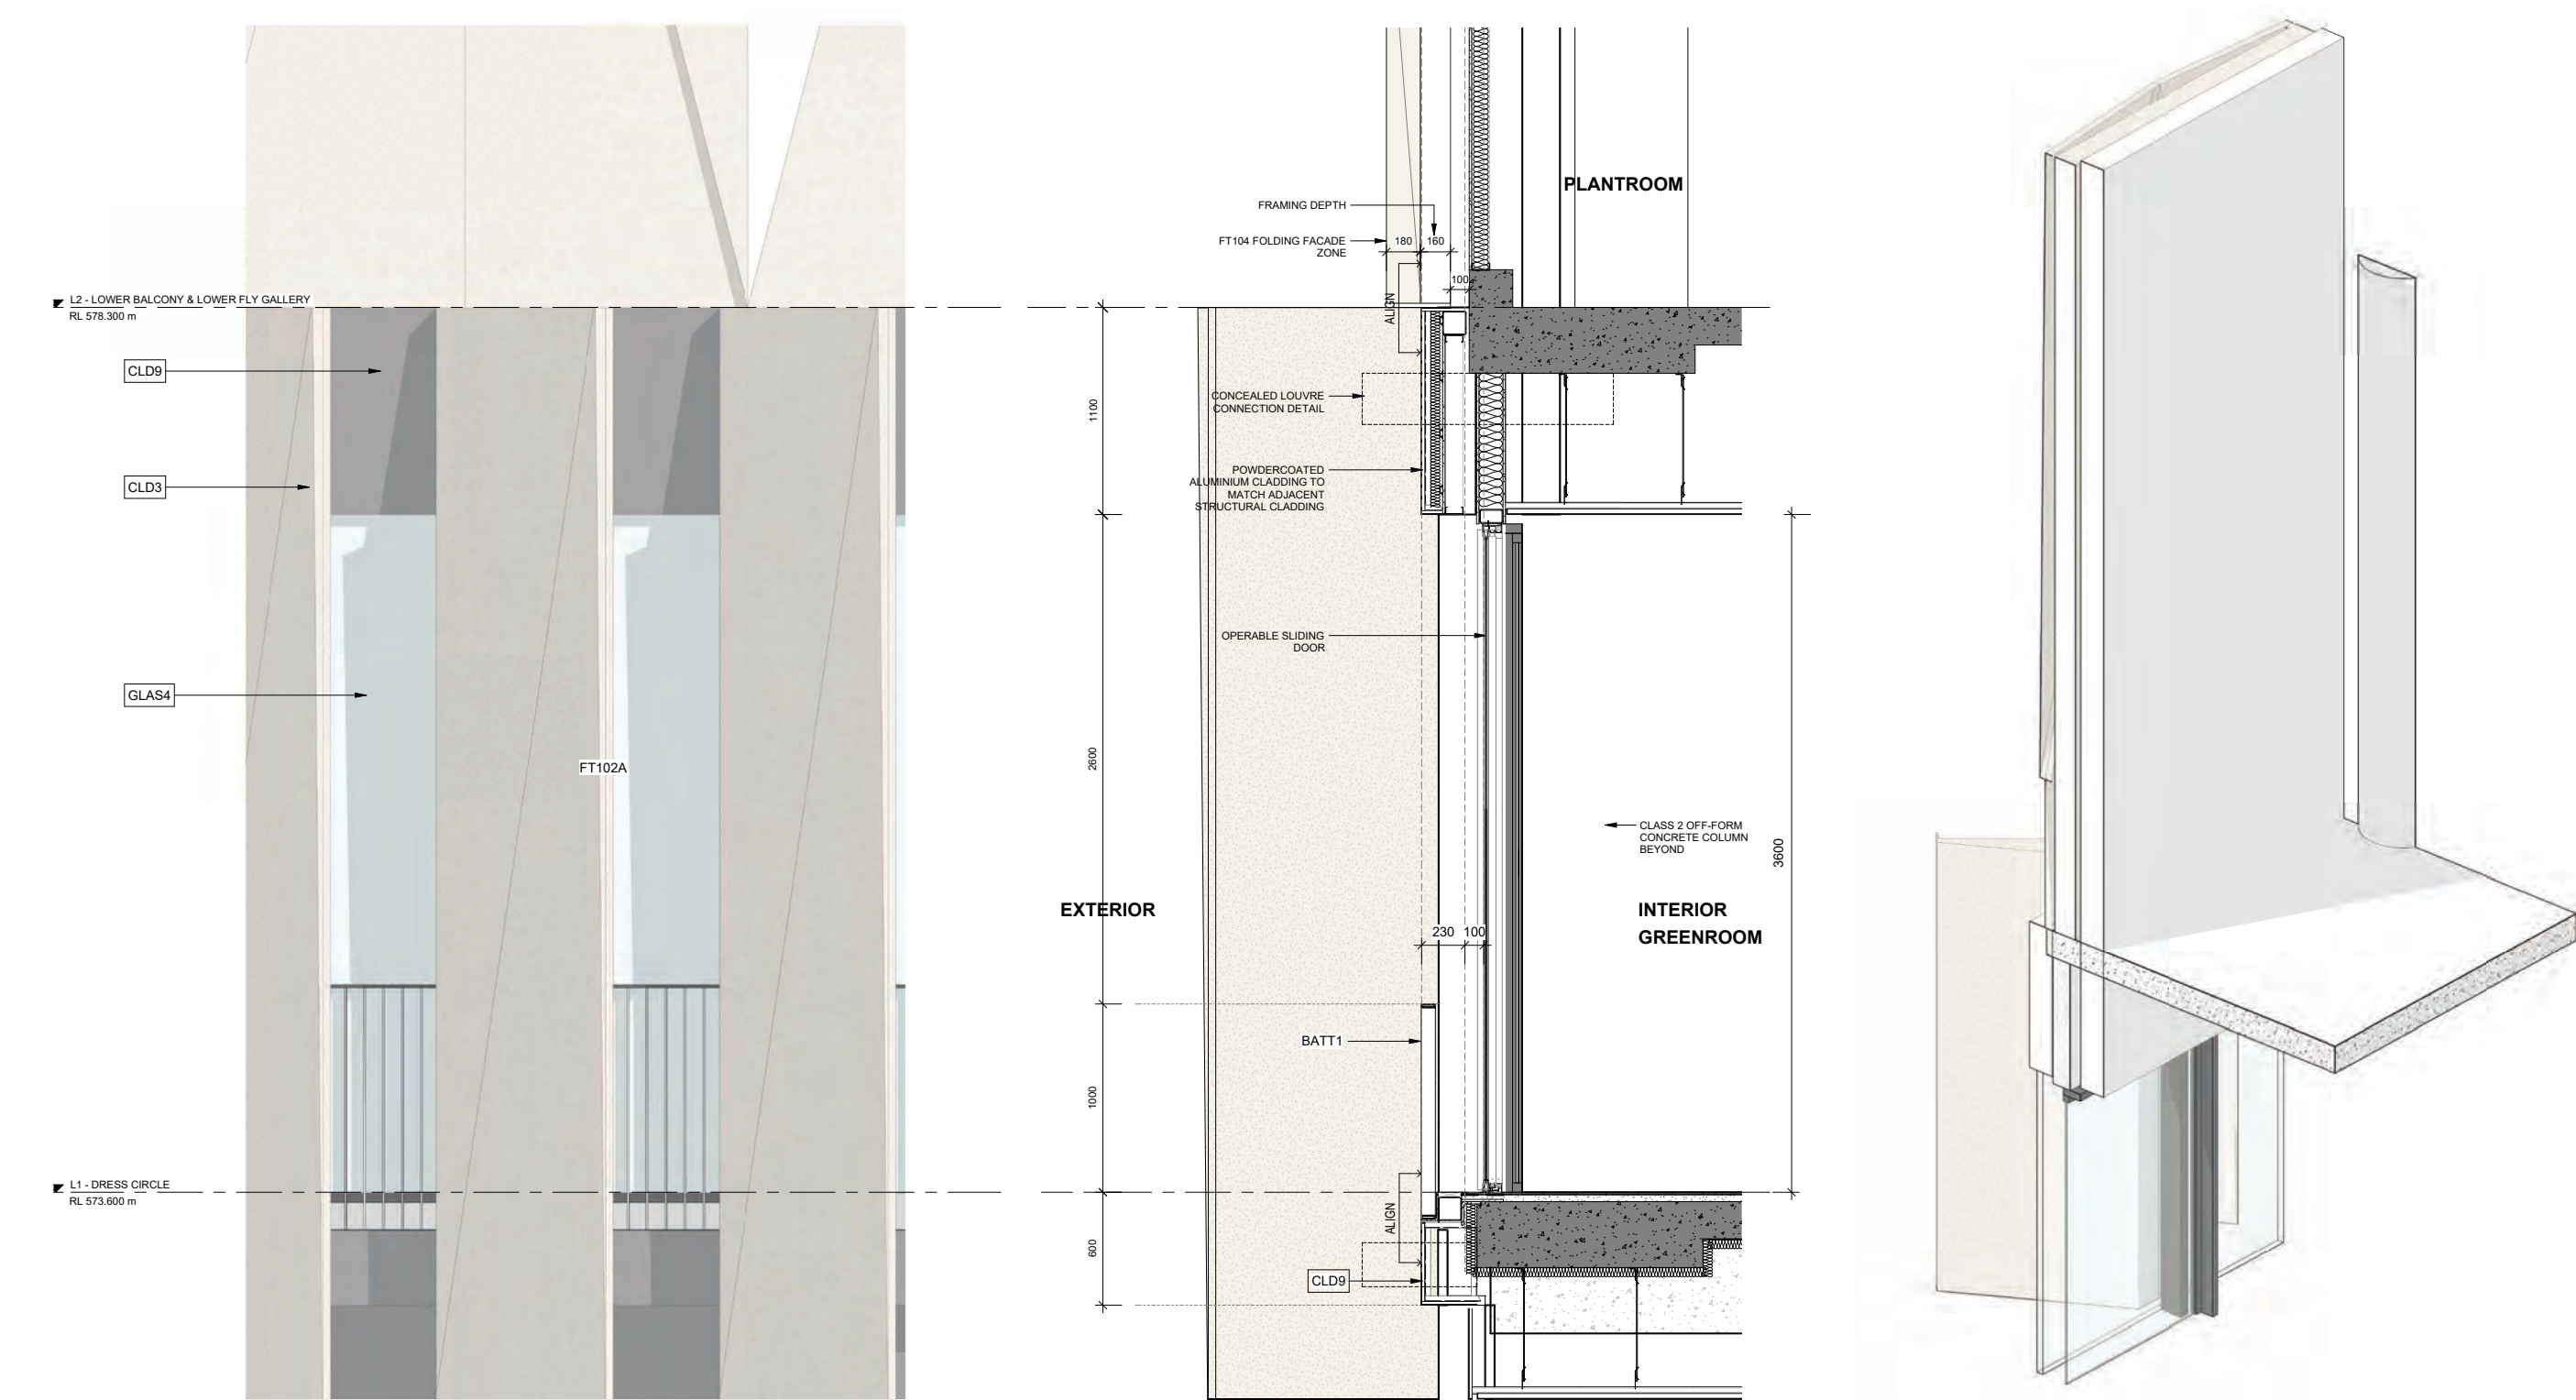 L2 - LOWER BALCONY & LOWER FLY GALLERY
RL 578.300 m
CLD9
CLD3
GLAS4
FT102A
L1 - DRESS CIRCLE
RL 573.600 m
PLANTROOM
FRAMING DEPTH
FT104 FOLDING FACADE
ZONE
180
160
100
ALIGN
CONCEALED LOUVRE
CONNECTION DETAIL
1100
POWDERCOATED
ALUMINIUM CLADDING TO
MATCH ADJACENT
STRUCTURAL CLADDING
OPERABLE SLIDING
DOOR
2600
CLASS 2 OFF-FORM
CONCRETE COLUMN
BEYOND
3600
EXTERIOR
INTERIOR
GREENROOM
230
100
BATT1
1000
ALIGN
600
CLD9